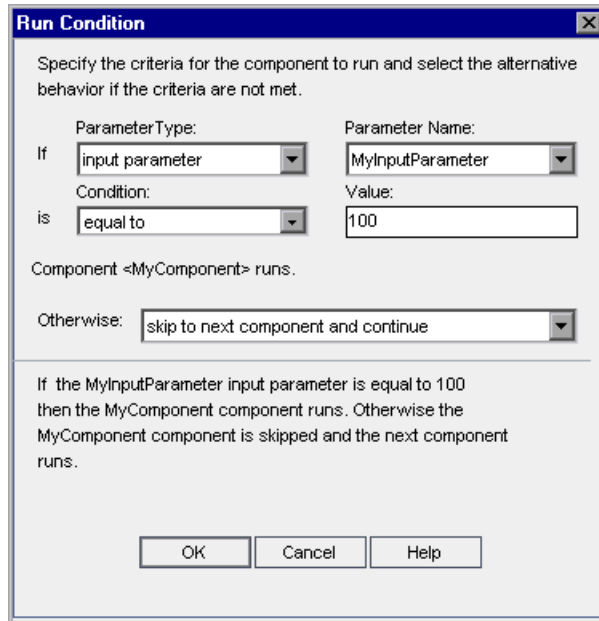 Run Condition
Specify the criteria for the component to run and select the alternative
behavior if the criteria are not met.
ParameterType: Parameter Name:
If input parameter MyInputParameter
Condition: Value:
is equal to 100
Component <MyComponent> runs.
Otherwise: skip to next component and continue
If the MyInputParameter input parameter is equal to 100
then the MyComponent component runs. Otherwise the
MyComponent component is skipped and the next component
runs.
OK Cancel Help